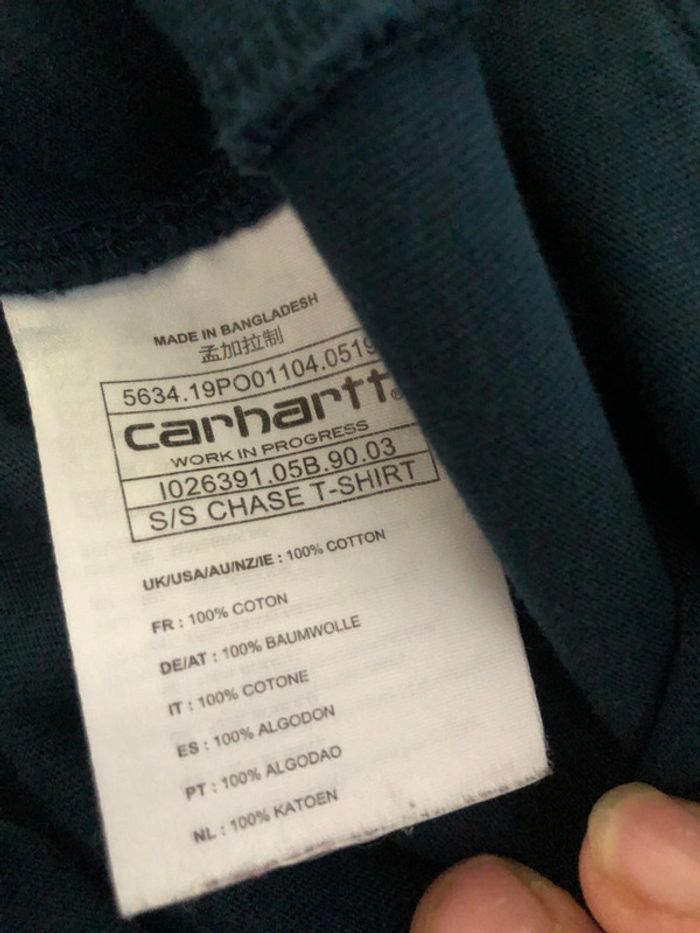 MADE IN BANGLADESH
孟加拉制
5634.19PO01104.0519
carhartt®
WORK IN PROGRESS
I026391.05B.90.03
S/S CHASE T-SHIRT
UK/USA/AU/NZ/IE : 100% COTTON
FR : 100% COTON
DE/AT : 100% BAUMWOLLE
IT : 100% COTONE
ES : 100% ALGODON
PT : 100% ALGODAO
NL : 100% KATOEN